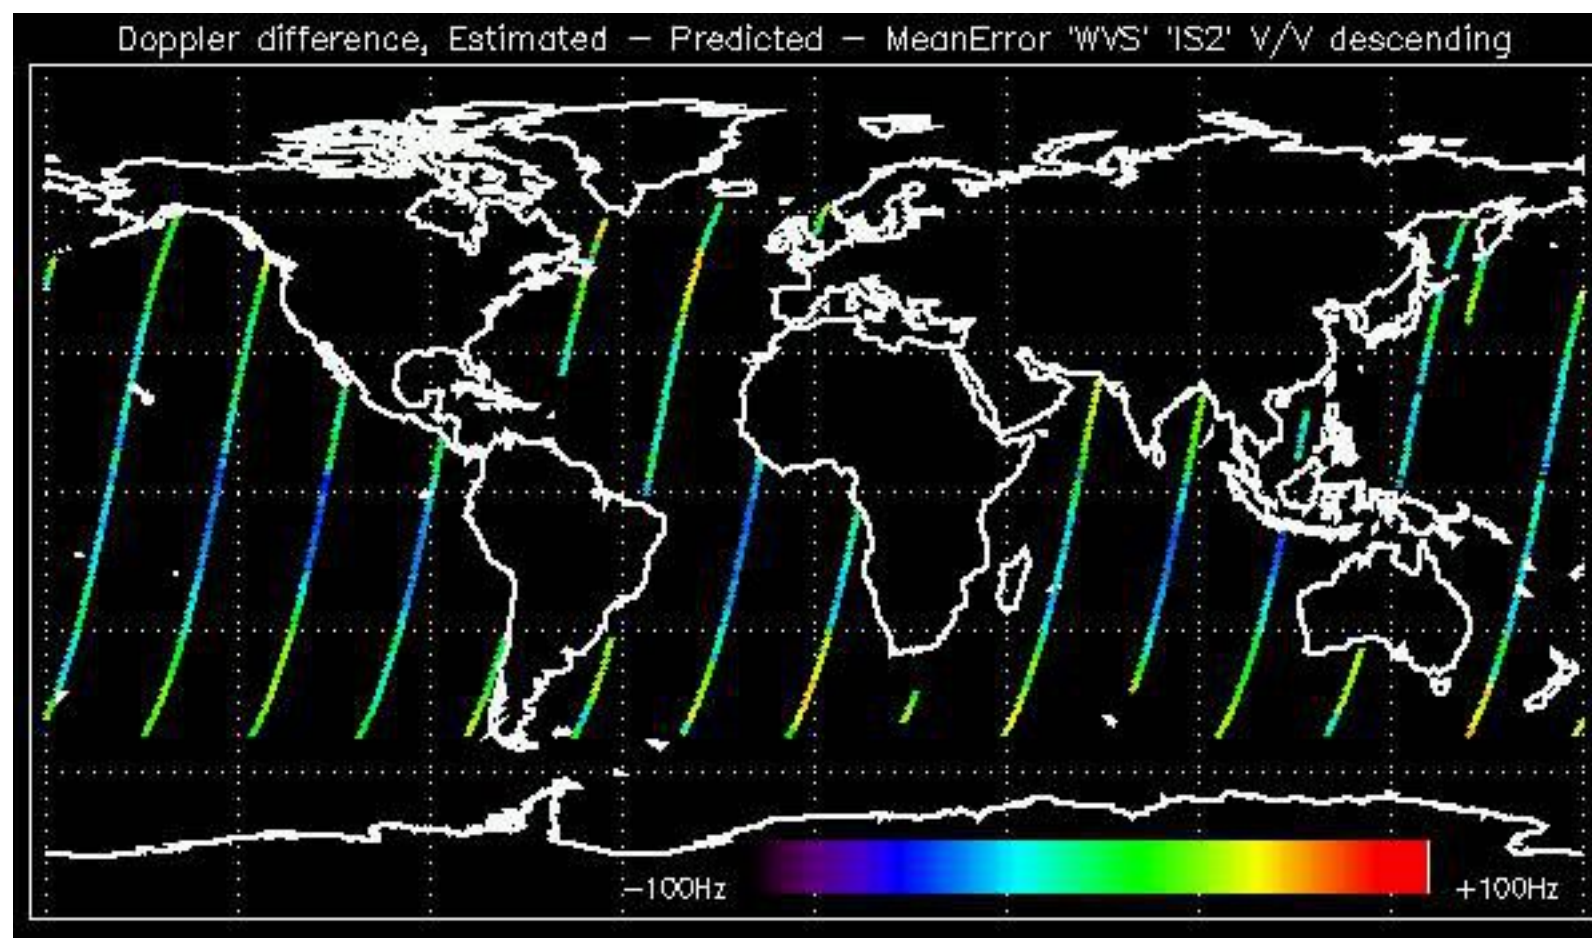 Doppler difference, Estimated – Predicted – MeanError 'WVS' 'IS2' V/V descending
–100Hz +100Hz